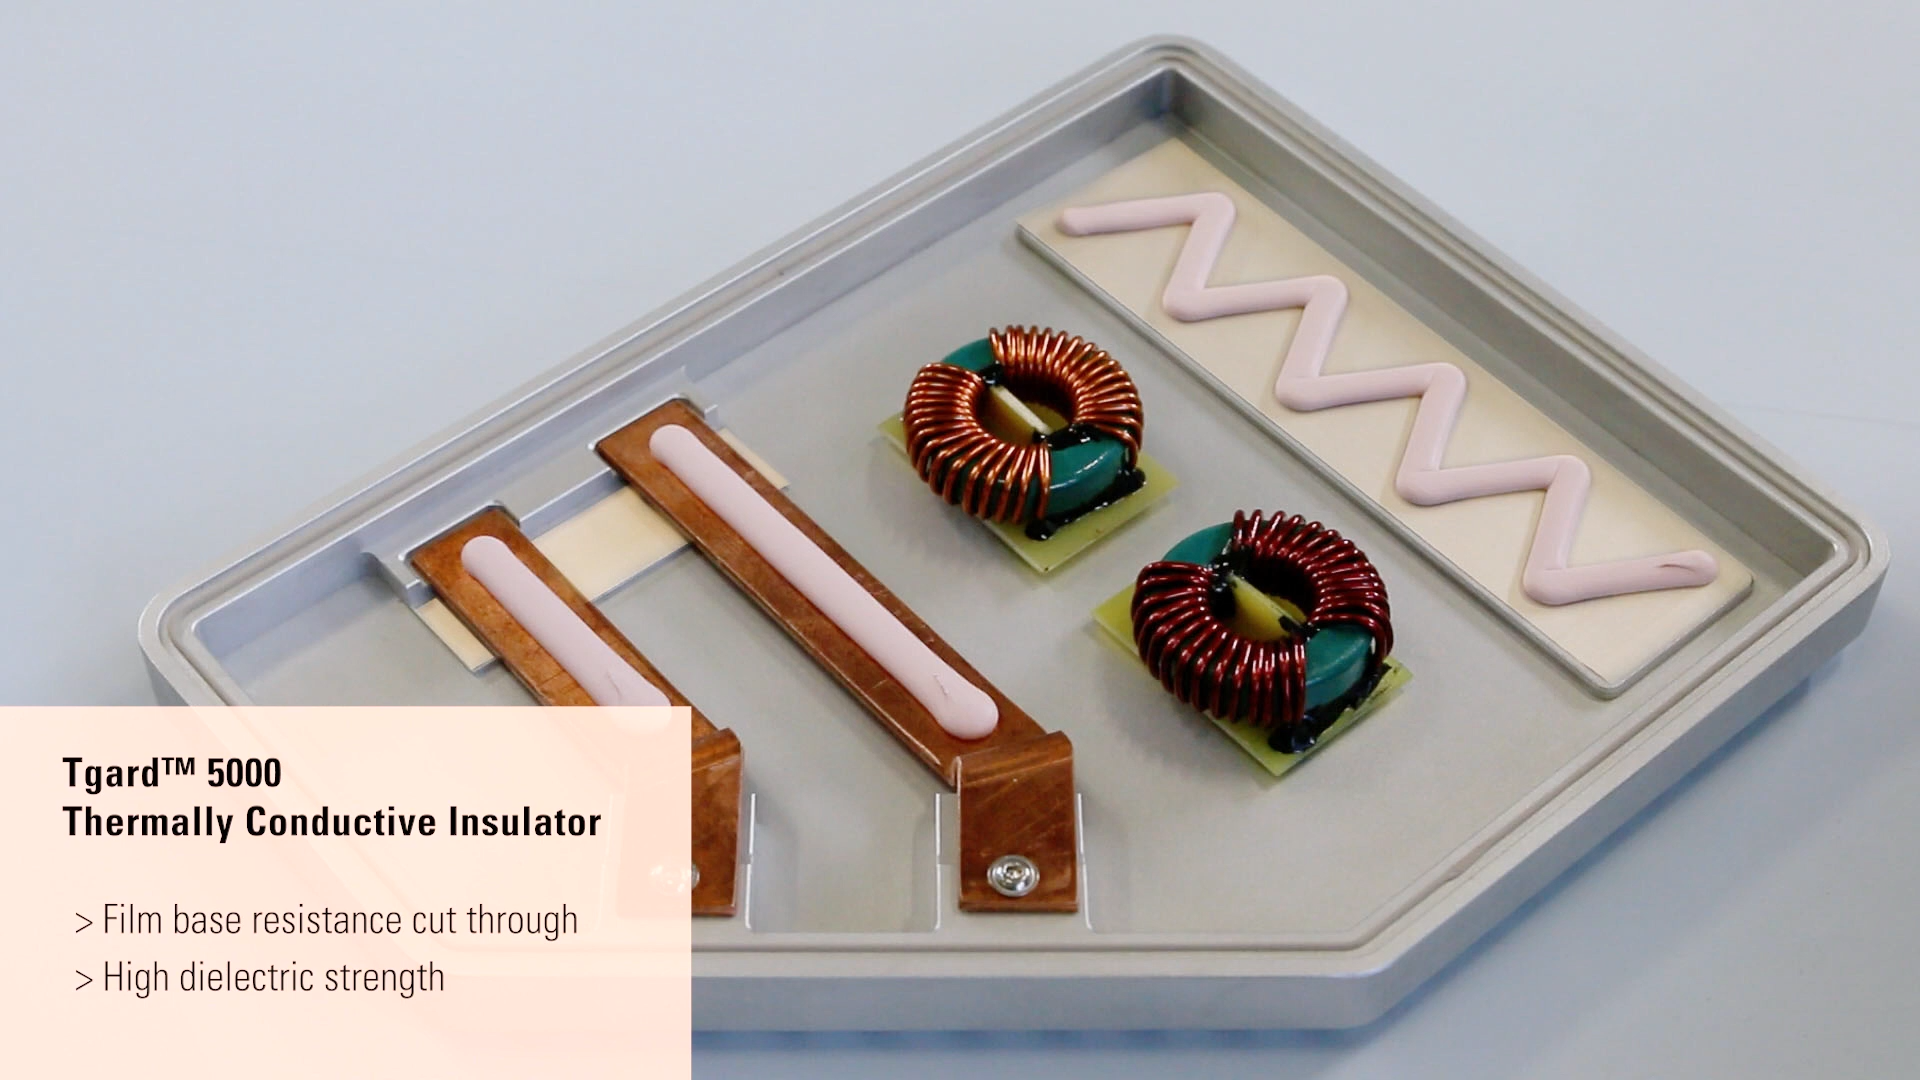 Tgard™ 5000
Thermally Conductive Insulator
> Film base resistance cut through
> High dielectric strength